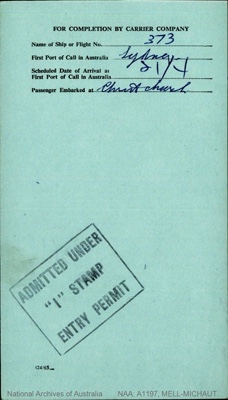 FOR COMPLETION BY CARRIER COMPANY
Name of Ship or Flight No. 373
First Port of Call in Australia Sydney
Scheduled Date of Arrival at
First Port of Call in Australia 21/4
Passenger Embarked at Christchurch
ADMITTED UNDER
"I" STAMP
ENTRY PERMIT
National Archives of Australia NAA: A1197, MELL-MICHAUT